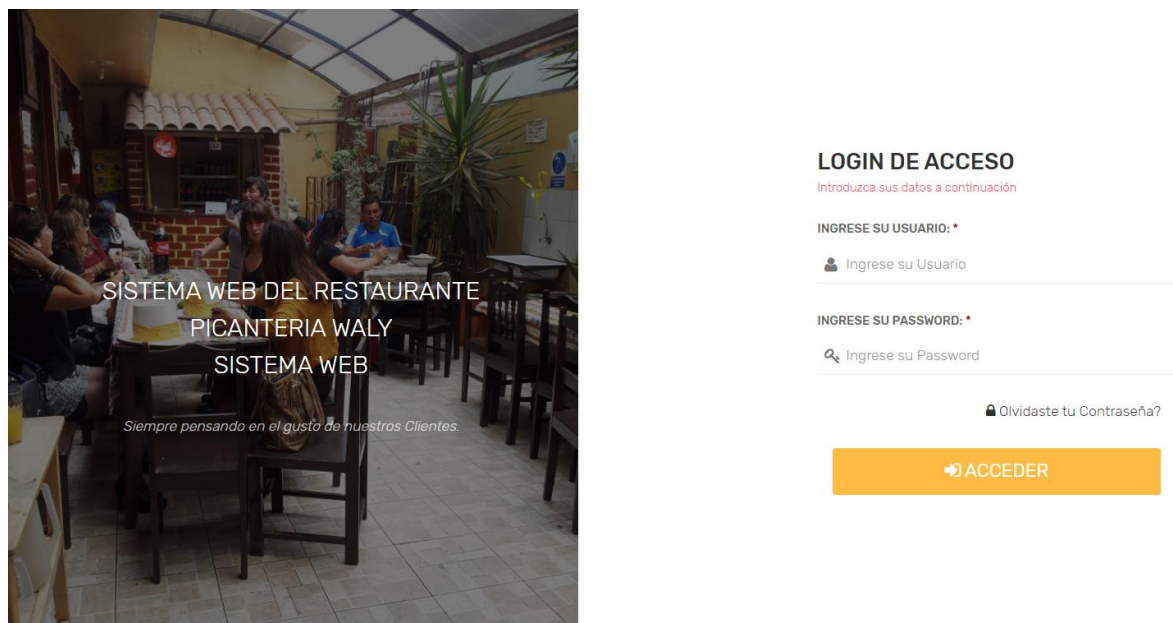 SISTEMA WEB DEL RESTAURANTE
PICANTERIA WALY
SISTEMA WEB
Siempre pensando en el gusto de nuestros Clientes.
LOGIN DE ACCESO
Introduzca sus datos a continuación
INGRESE SU USUARIO: *
Ingrese su Usuario
INGRESE SU PASSWORD: *
Ingrese su Password
Olvidaste tu Contraseña?
ACCEDER